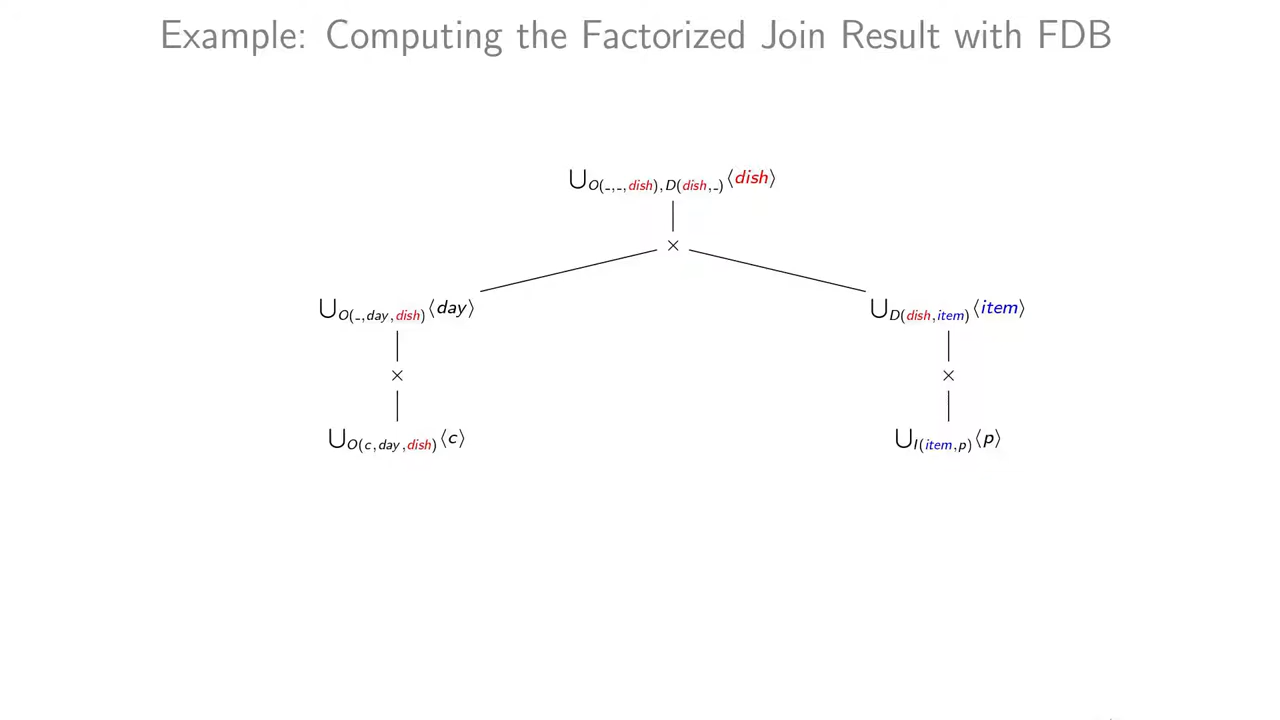 Example: Computing the Factorized Join Result with FDB
⋃O(_,_,dish),D(dish,_)⟨dish⟩
×
⋃O(_,day,dish)⟨day⟩ ⋃D(dish,item)⟨item⟩
× ×
⋃O(c,day,dish)⟨c⟩ ⋃I(item,p)⟨p⟩